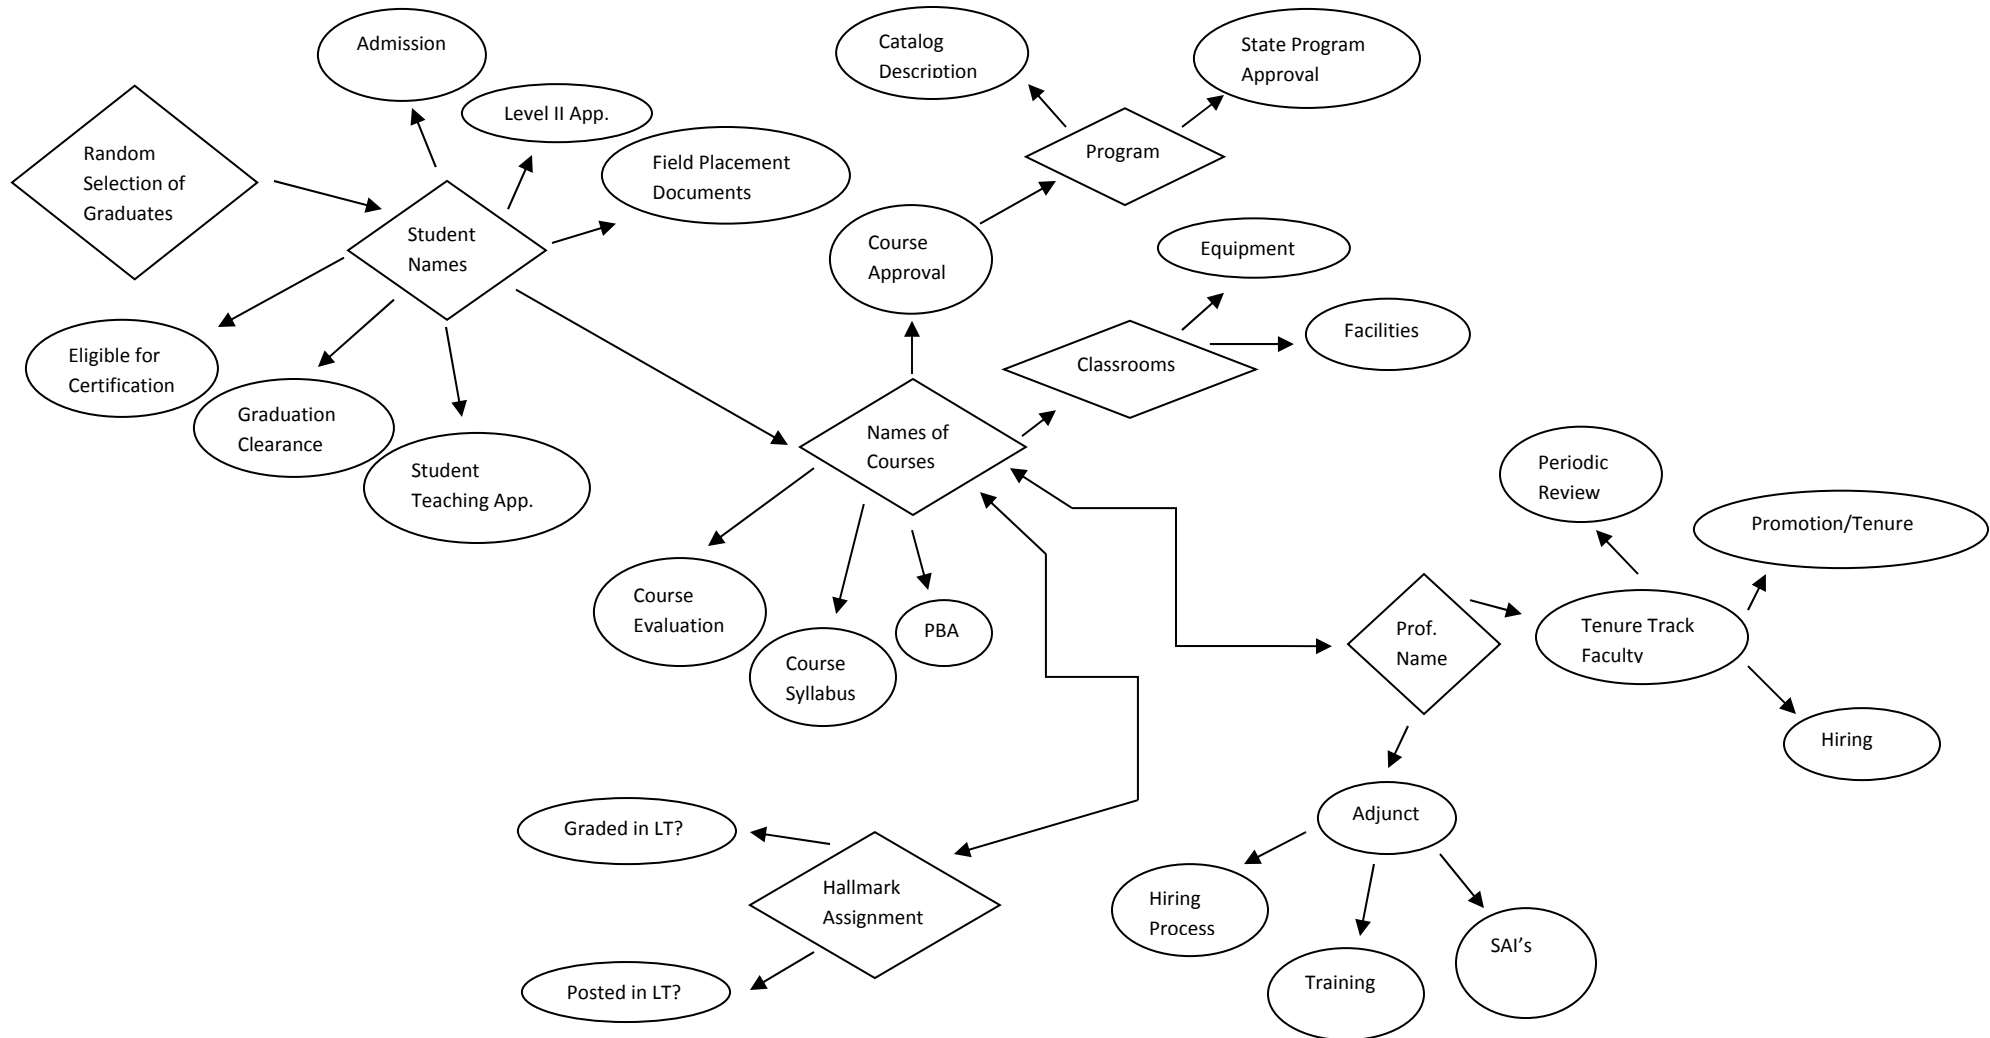 Admission
Catalog
Description
State Program
Approval
Level II App.
Random
Selection of
Graduates
Field Placement
Documents
Program
Student
Names
Course
Approval
Equipment
Facilities
Eligible for
Certification
Classrooms
Graduation
Clearance
Names of
Courses
Student
Teaching App.
Periodic
Review
Promotion/Tenure
Course
Evaluation
PBA
Prof.
Name
Tenure Track
Faculty
Course
Syllabus
Hiring
Graded in LT?
Adjunct
Hallmark
Assignment
Hiring
Process
SAI's
Training
Posted in LT?